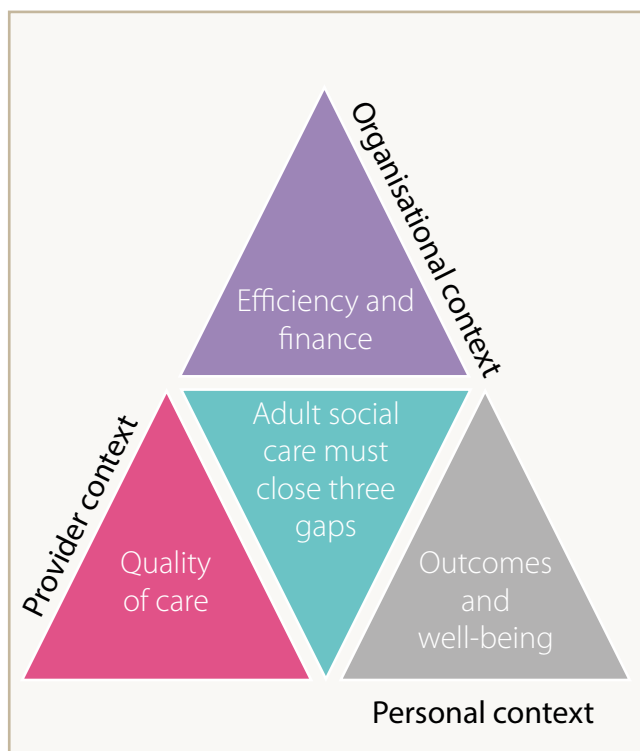 Organisational context
Efficiency and
finance
Provider context
Adult social
care must
close three
gaps
Quality
of care
Outcomes
and
well-being
Personal context